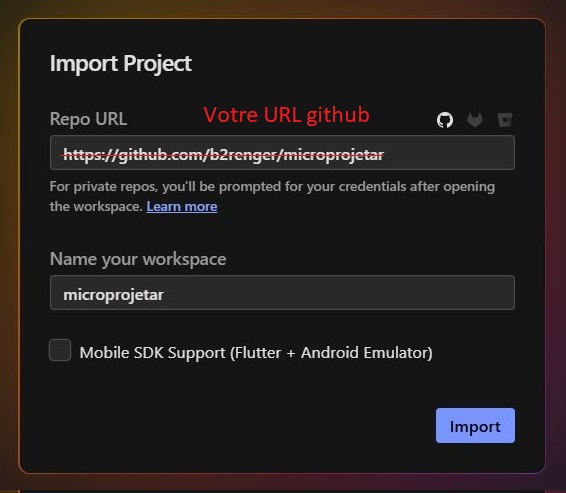 Import Project
Votre URL github
Repo URL
https://github.com/b2renger/microprojetar
For private repos, you'll be prompted for your credentials after opening
the workspace. Learn more
Name your workspace
microprojetar
Mobile SDK Support (Flutter + Android Emulator)
Import